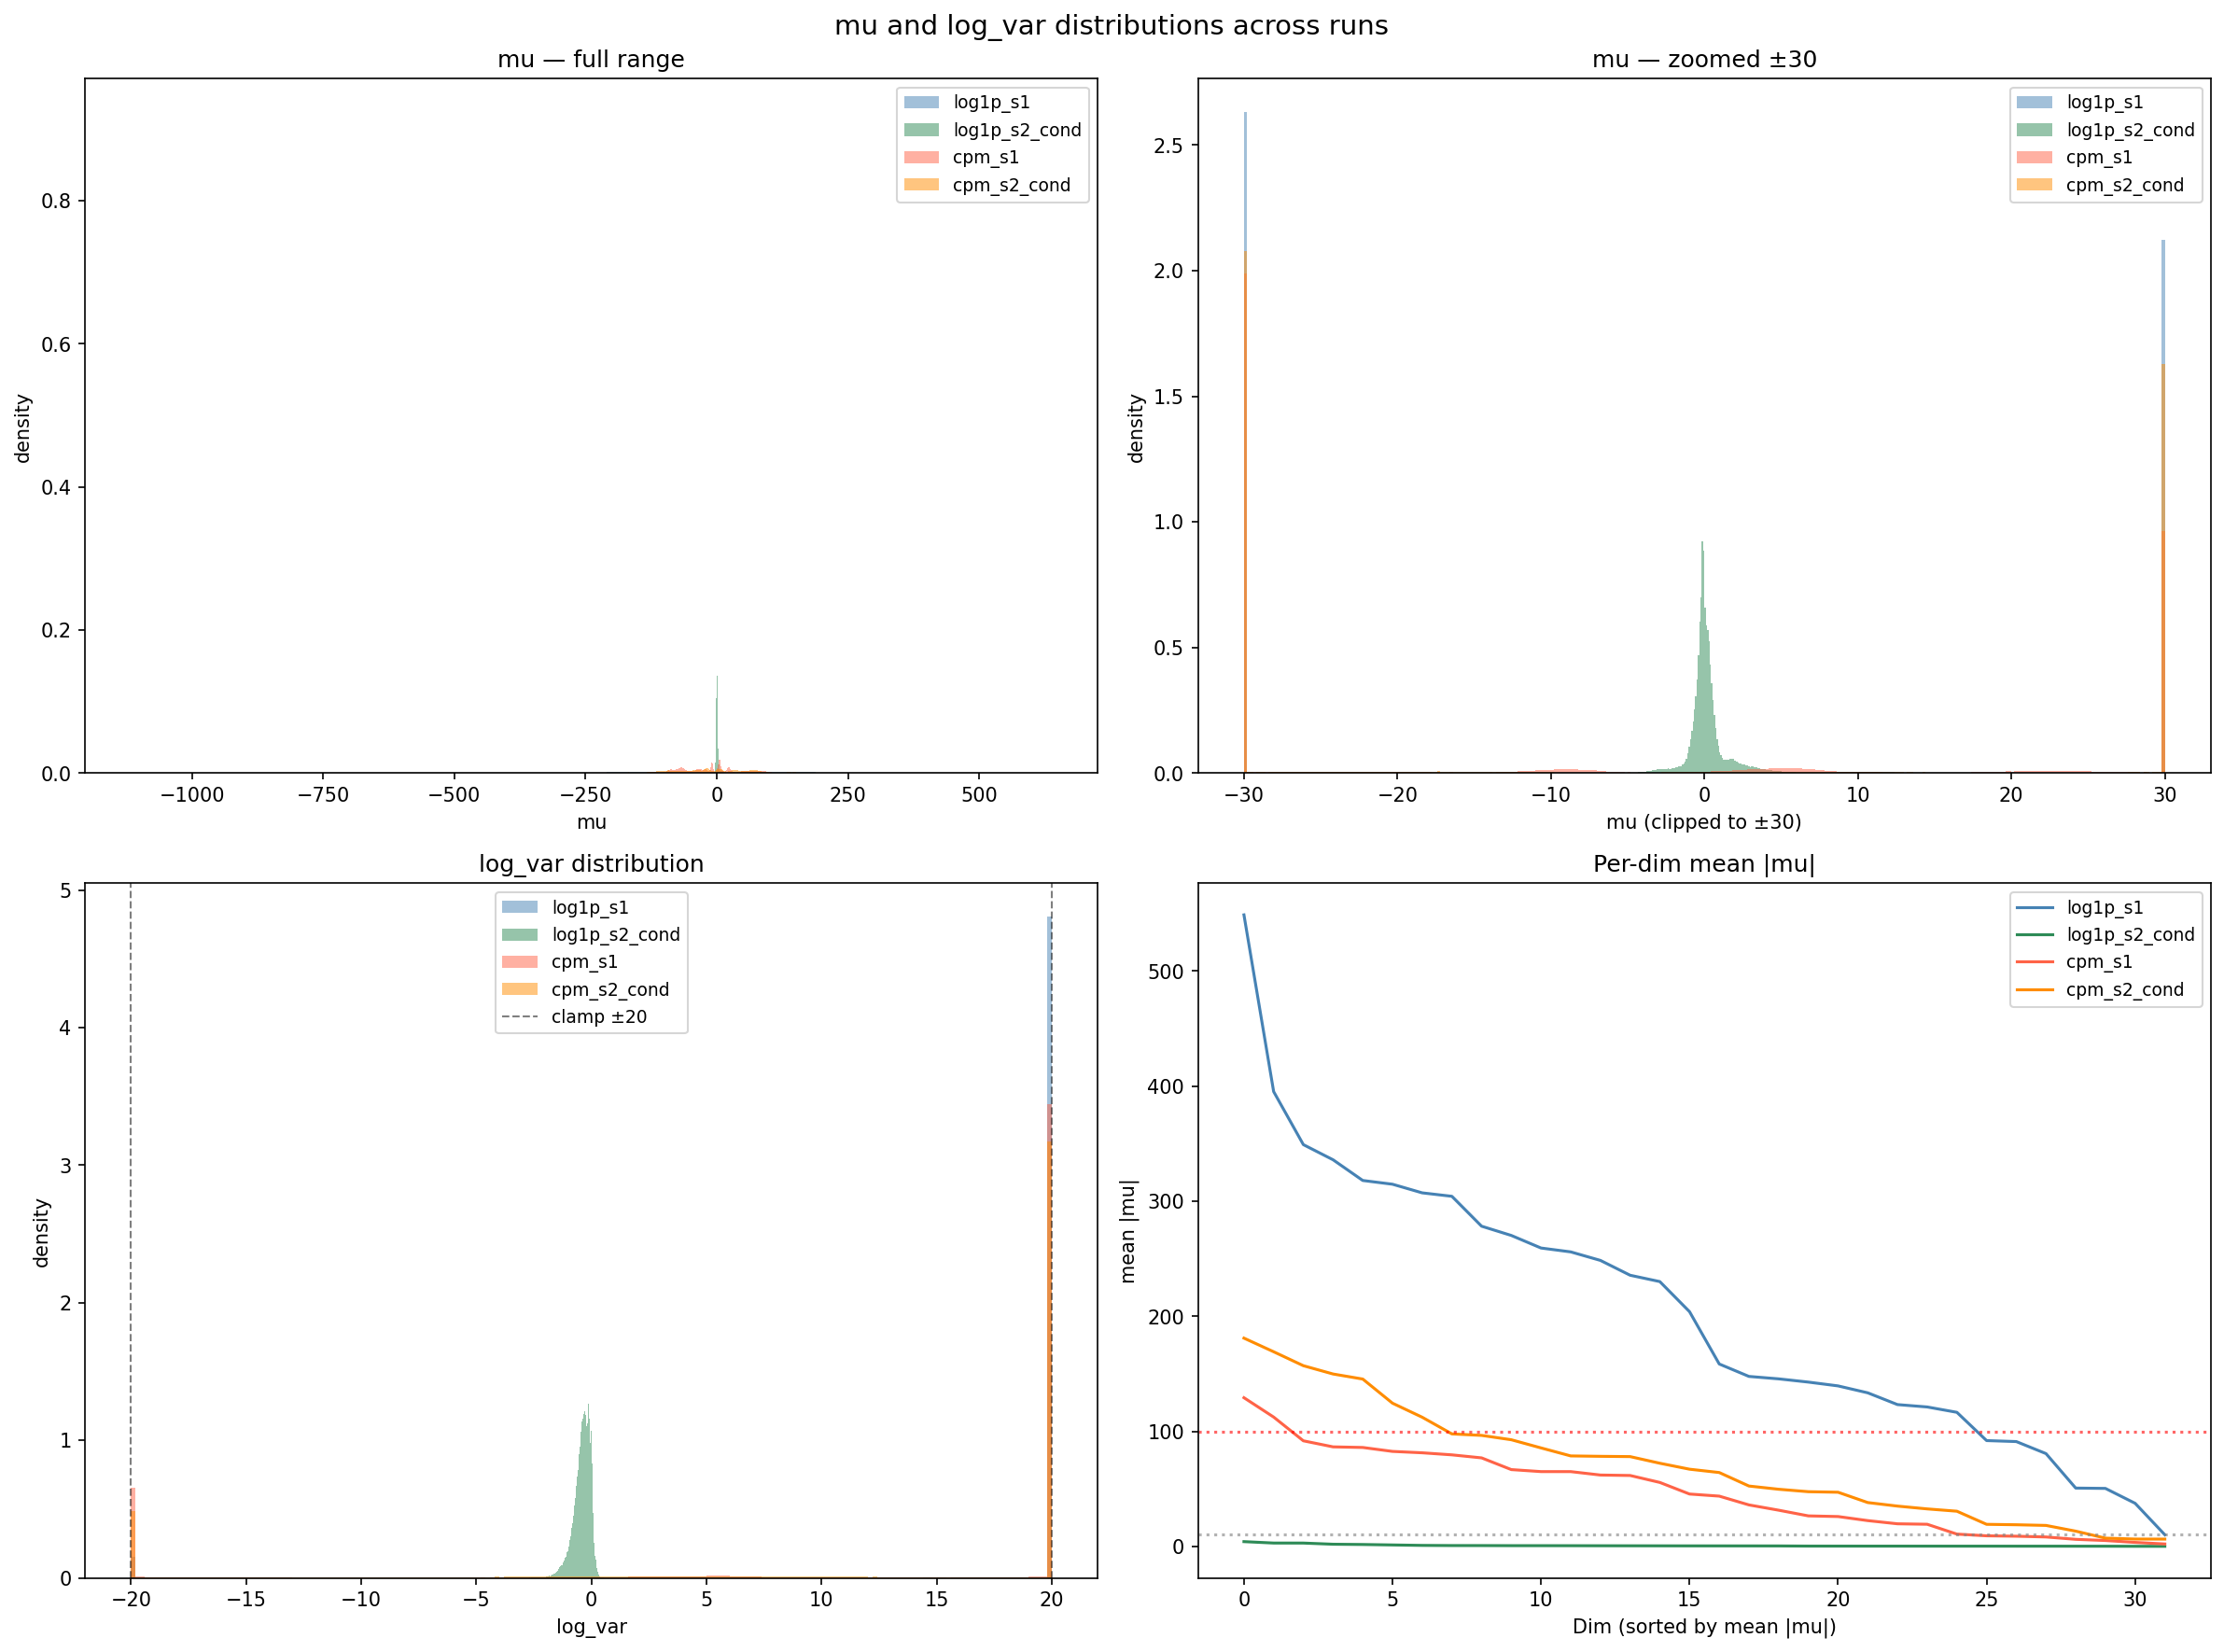 mu and log_var distributions across runs
mu — full range
density
0.8
0.6
0.4
0.2
0.0
log1p_s1
log1p_s2_cond
cpm_s1
cpm_s2_cond
−1000
−750
−500
−250
0
250
500
mu
mu — zoomed ±30
density
2.5
2.0
1.5
1.0
0.5
0.0
log1p_s1
log1p_s2_cond
cpm_s1
cpm_s2_cond
−30
−20
−10
0
10
20
30
mu (clipped to ±30)
log_var distribution
density
5
4
3
2
1
0
log1p_s1
log1p_s2_cond
cpm_s1
cpm_s2_cond
clamp ±20
−20
−15
−10
−5
0
5
10
15
20
log_var
Per-dim mean |mu|
mean |mu|
500
400
300
200
100
0
log1p_s1
log1p_s2_cond
cpm_s1
cpm_s2_cond
0
5
10
15
20
25
30
Dim (sorted by mean |mu|)